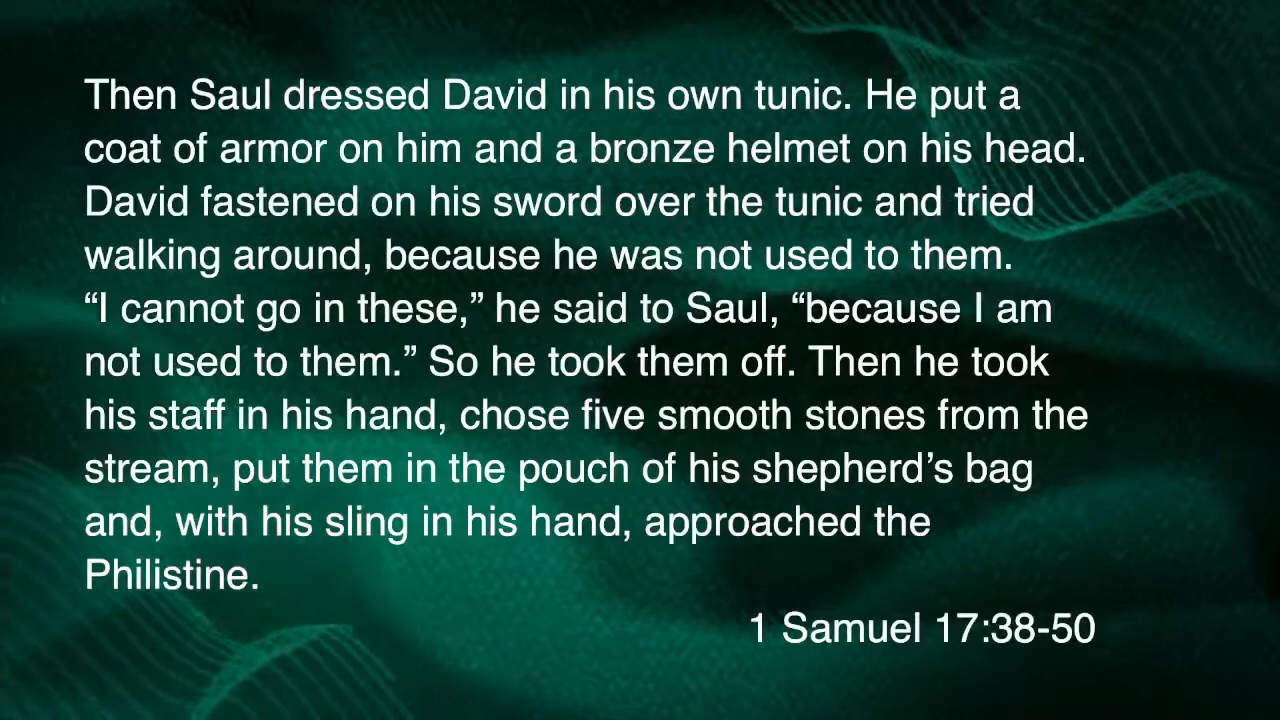 Then Saul dressed David in his own tunic. He put a
coat of armor on him and a bronze helmet on his head.
David fastened on his sword over the tunic and tried
walking around, because he was not used to them.
“I cannot go in these,” he said to Saul, “because I am
not used to them.” So he took them off. Then he took
his staff in his hand, chose five smooth stones from the
stream, put them in the pouch of his shepherd’s bag
and, with his sling in his hand, approached the
Philistine.
1 Samuel 17:38-50